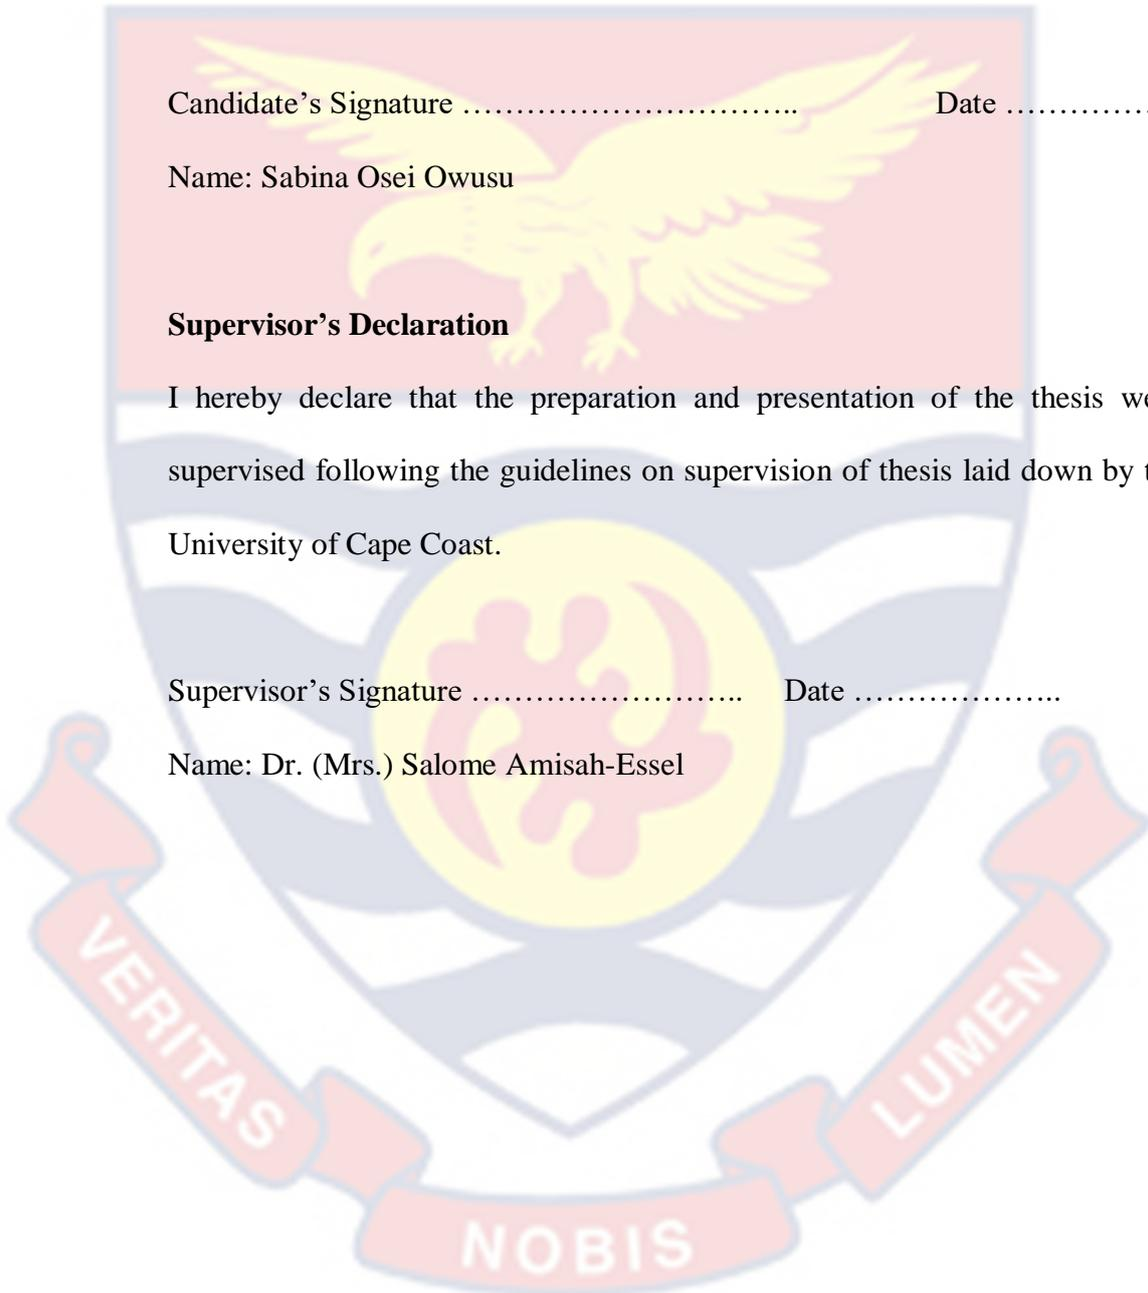 Candidate’s Signature ………………………….. Date …………….
Name: Sabina Osei Owusu
Supervisor’s Declaration
I hereby declare that the preparation and presentation of the thesis we
supervised following the guidelines on supervision of thesis laid down by t
University of Cape Coast.
Supervisor’s Signature …………………….. Date ………………..
Name: Dr. (Mrs.) Salome Amisah-Essel
VERITAS
NOBIS
LUMEN